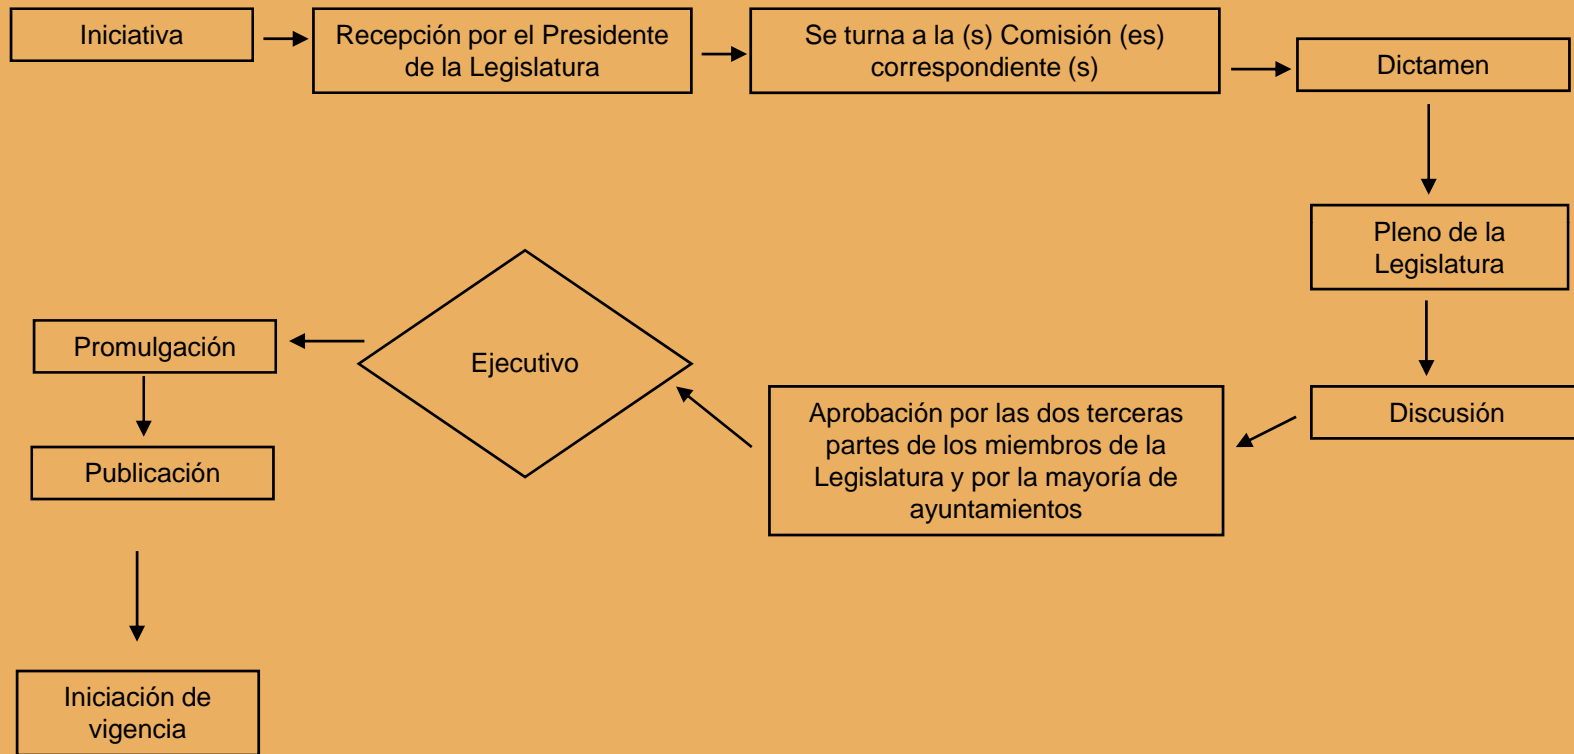 Iniciativa
Recepción por el Presidente
de la Legislatura
Se turna a la (s) Comisión (es)
correspondiente (s)
Dictamen
Pleno de la
Legislatura
Discusión
Aprobación por las dos terceras
partes de los miembros de la
Legislatura y por la mayoría de
ayuntamientos
Ejecutivo
Promulgación
Publicación
Iniciación de
vigencia